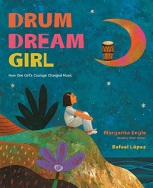 DRUM
DREAM
GIRL
How One Girl's Courage Changed Music
Margarita Engle
Rafael López